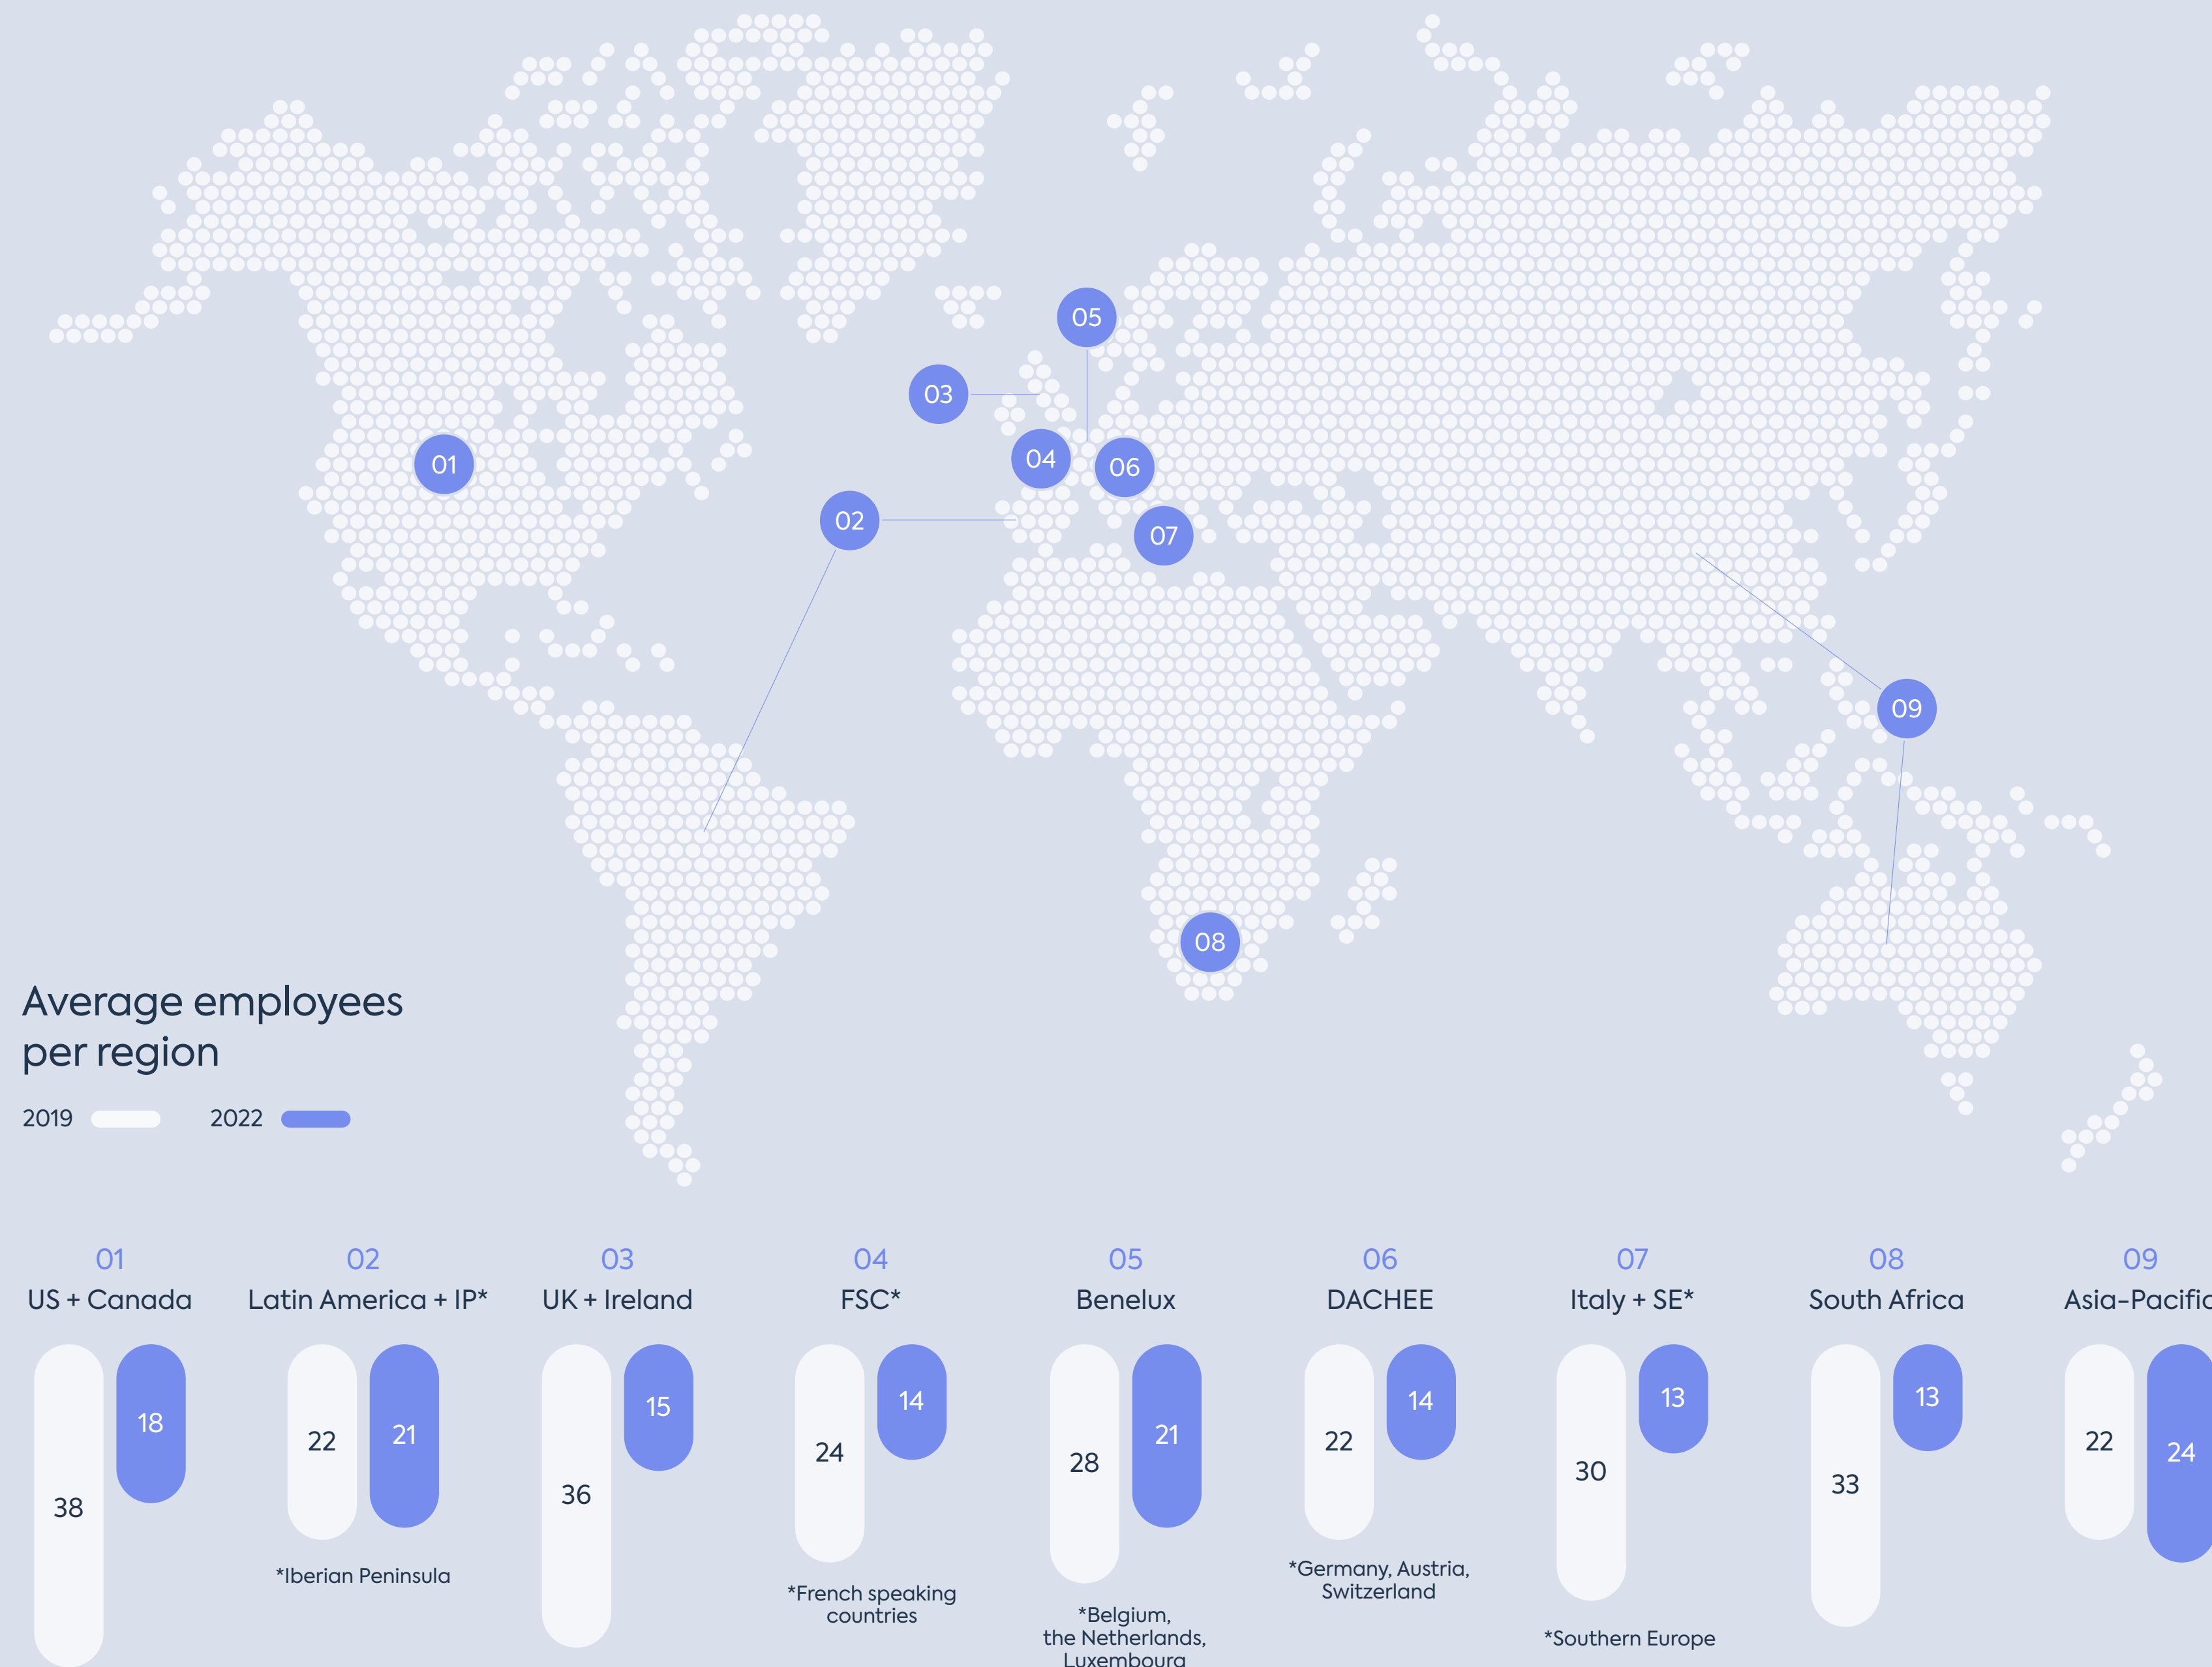 05
03
04
06
01
02
07
09
08
Average employees
per region
2019
2022
01
02
03
04
05
06
07
08
09
US + Canada
Latin America + IP*
UK + Ireland
FSC*
Benelux
DACHEE
Italy + SE*
South Africa
Asia-Pacific
38
18
22
21
36
15
24
14
28
21
22
14
30
13
33
13
22
24
*Iberian Peninsula
*French speaking
countries
*Belgium,
the Netherlands,
Luxembourg
*Germany, Austria,
Switzerland
*Southern Europe